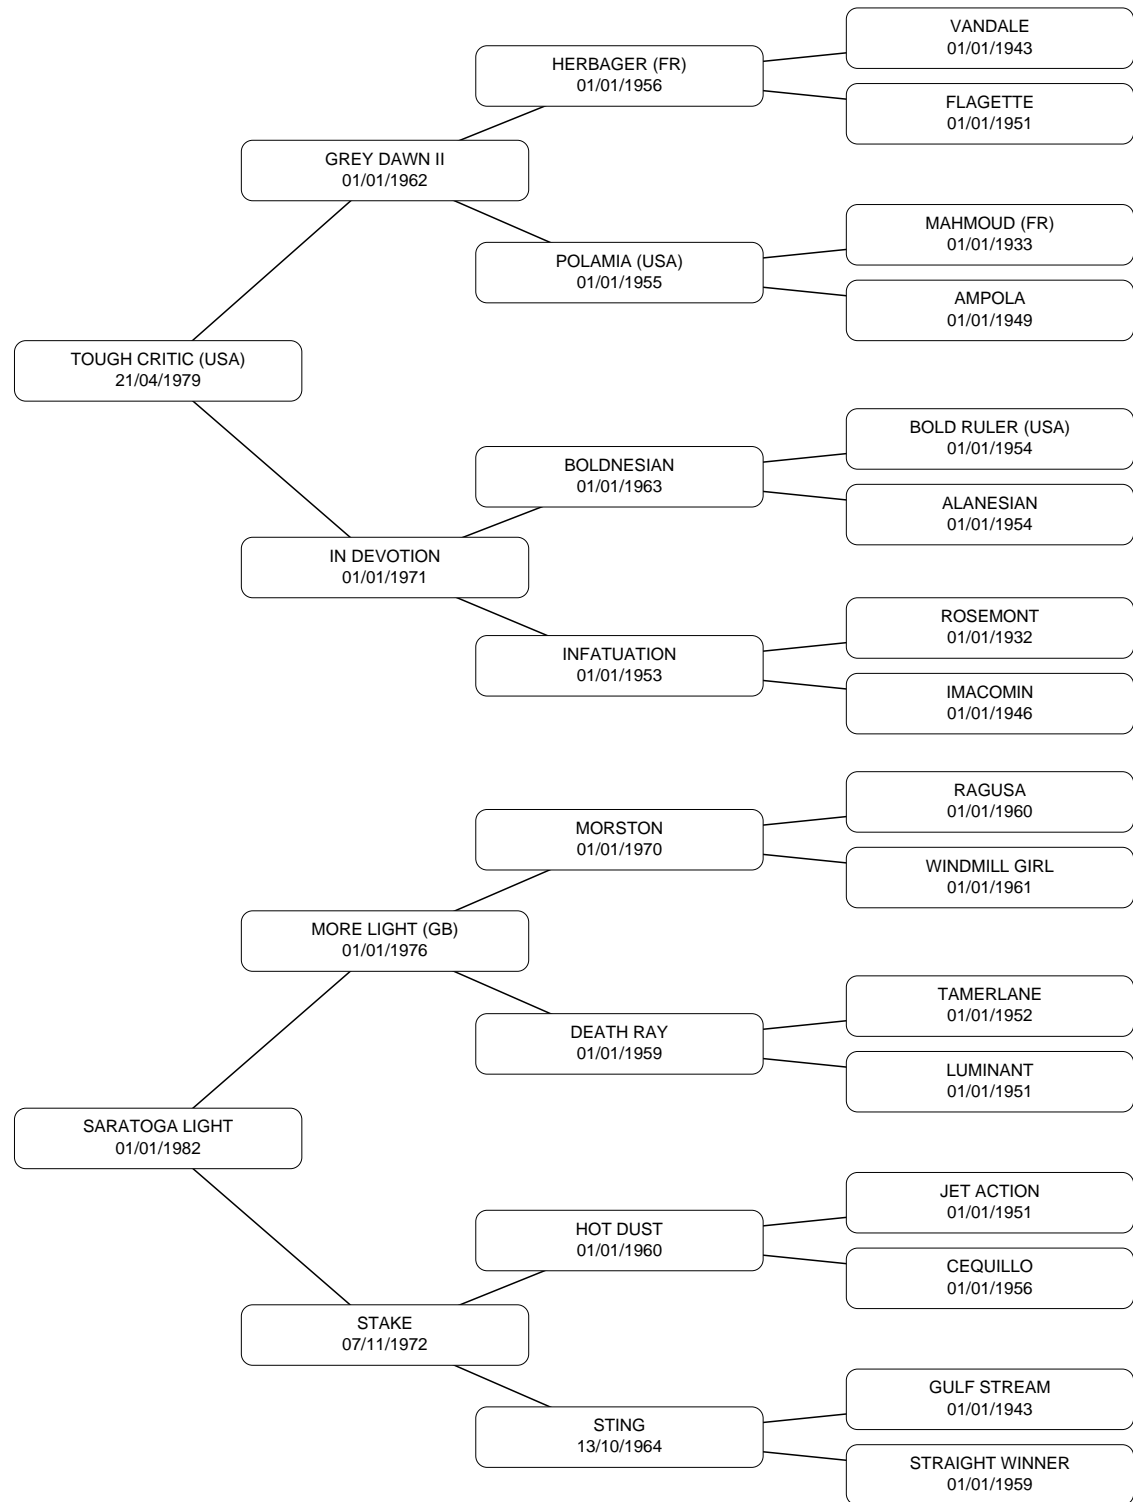 VANDALE
01/01/1943
HERBAGER (FR)
01/01/1956
FLAGETTE
01/01/1951
GREY DAWN II
01/01/1962
MAHMOUD (FR)
01/01/1933
POLAMIA (USA)
01/01/1955
AMPOLA
01/01/1949
TOUGH CRITIC (USA)
21/04/1979
BOLD RULER (USA)
01/01/1954
BOLDNESIAN
01/01/1963
ALANESIAN
01/01/1954
IN DEVOTION
01/01/1971
ROSEMONT
01/01/1932
INFATUATION
01/01/1953
IMACOMIN
01/01/1946
RAGUSA
01/01/1960
MORSTON
01/01/1970
WINDMILL GIRL
01/01/1961
MORE LIGHT (GB)
01/01/1976
TAMERLANE
01/01/1952
DEATH RAY
01/01/1959
LUMINANT
01/01/1951
SARATOGA LIGHT
01/01/1982
JET ACTION
01/01/1951
HOT DUST
01/01/1960
CEQUILLO
01/01/1956
STAKE
07/11/1972
GULF STREAM
01/01/1943
STING
13/10/1964
STRAIGHT WINNER
01/01/1959